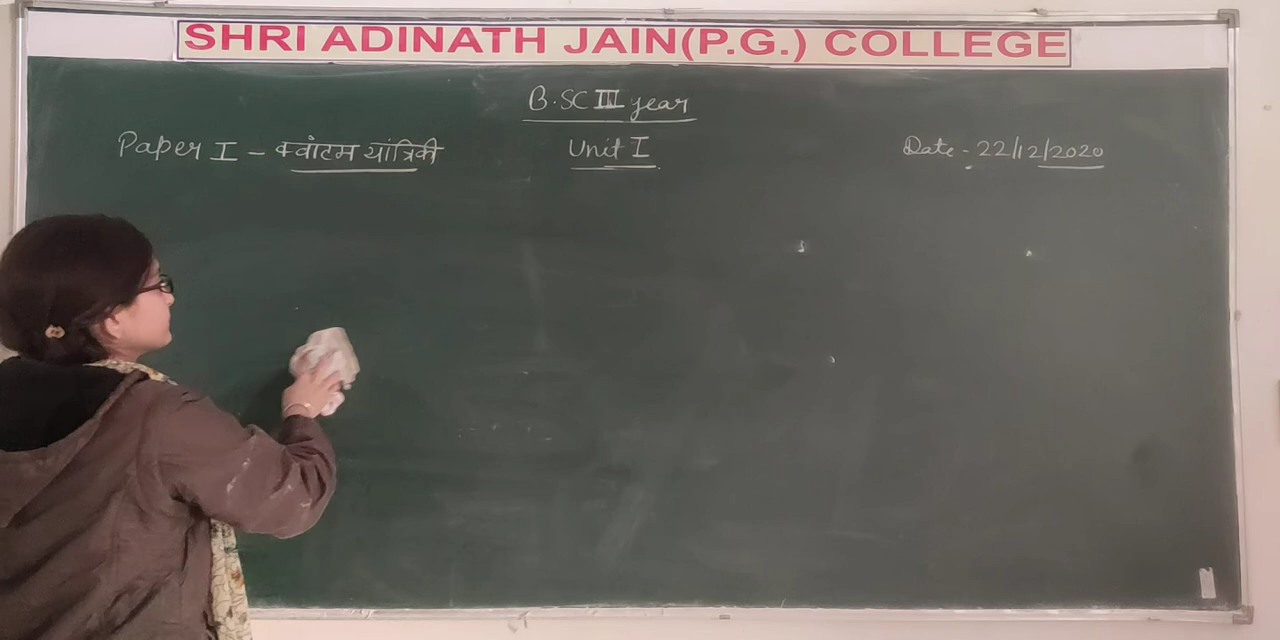 SHRI ADINATH JAIN(P.G.) COLLEGE
B.SC III year
Paper I - क्वांटम यांत्रिकी Unit I Date - 22/12/2020